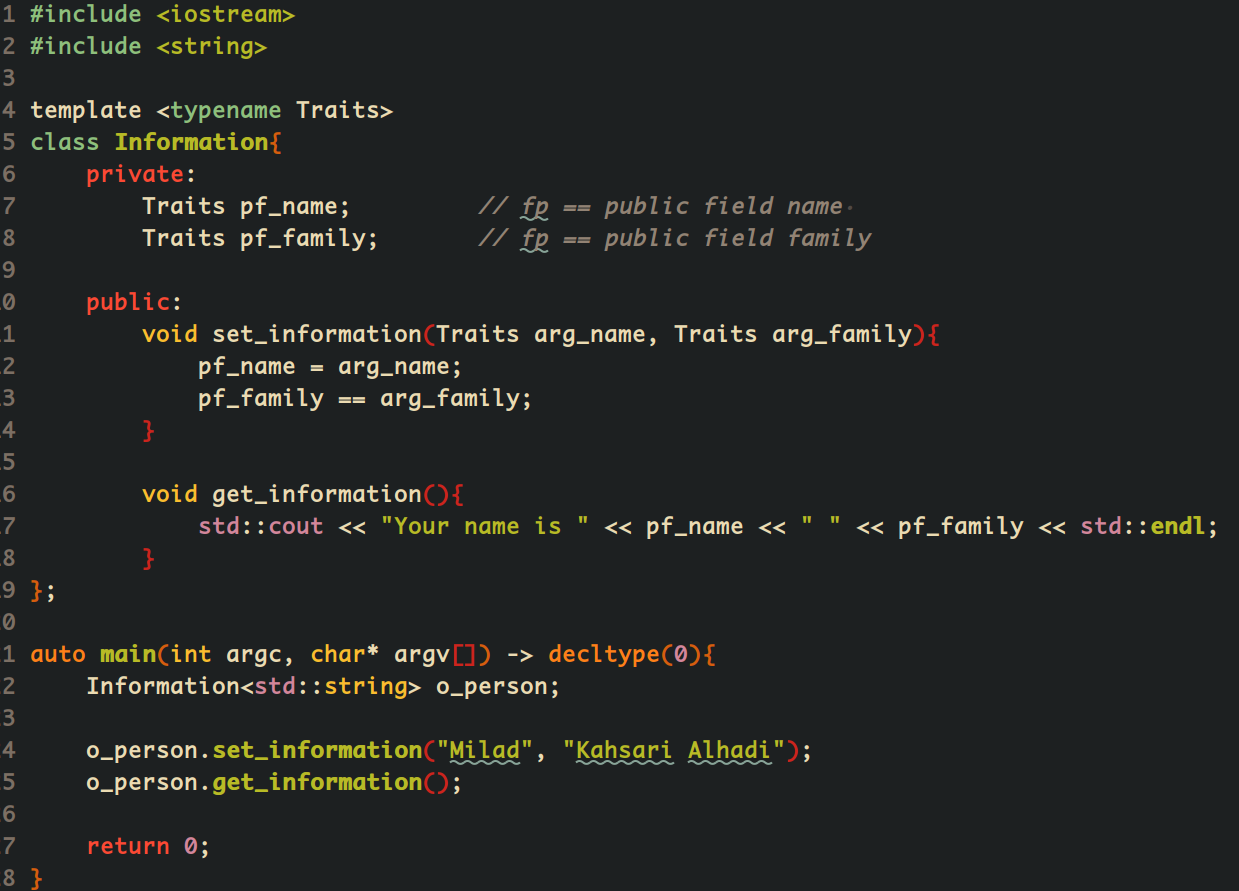 1 #include <iostream>
2 #include <string>
3
4 template <typename Traits>
5 class Information{
6     private:
7         Traits pf_name;         // fp == public field name
8         Traits pf_family;       // fp == public field family
9
0     public:
1         void set_information(Traits arg_name, Traits arg_family){
2             pf_name = arg_name;
3             pf_family == arg_family;
4         }
5
6         void get_information(){
7             std::cout << "Your name is " << pf_name << " " << pf_family << std::endl;
8         }
9 };
0
1 auto main(int argc, char* argv[]) -> decltype(0){
2     Information<std::string> o_person;
3
4     o_person.set_information("Milad", "Kahsari Alhadi");
5     o_person.get_information();
6
7     return 0;
8 }